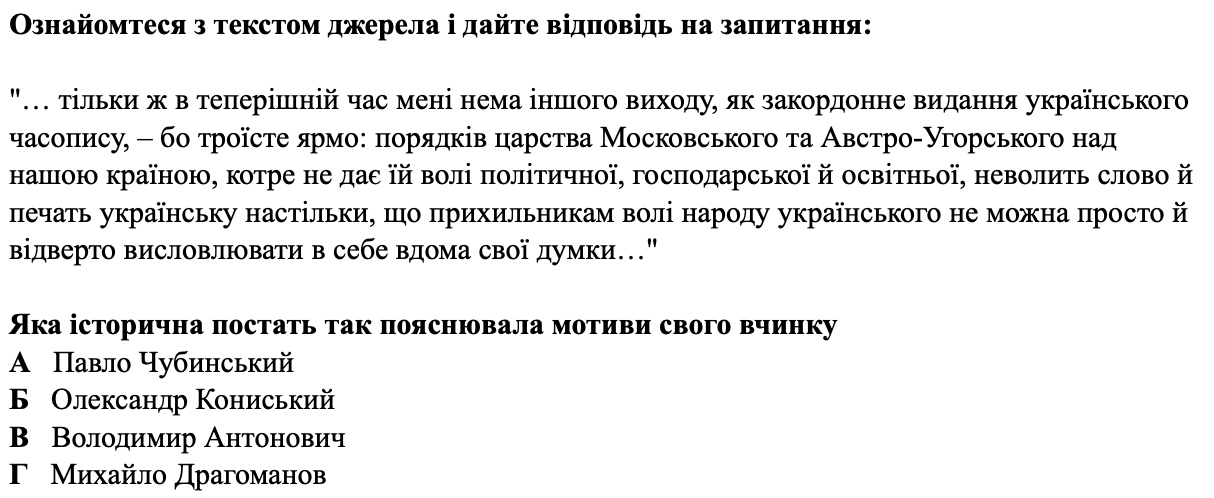 Ознайомтеся з текстом джерела і дайте відповідь на запитання:
"… тільки ж в теперішній час мені нема іншого виходу, як закордонне видання українського
часопису, – бо троїсте ярмо: порядків царства Московського та Австро-Угорського над
нашою країною, котре не дає їй волі політичної, господарської й освітньої, неволить слово й
печать українську настільки, що прихильникам волі народу українського не можна просто й
відверто висловлювати в себе вдома свої думки…"
Яка історична постать так пояснювала мотиви свого вчинку
А Павло Чубинський
Б Олександр Кониський
В Володимир Антонович
Г Михайло Драгоманов